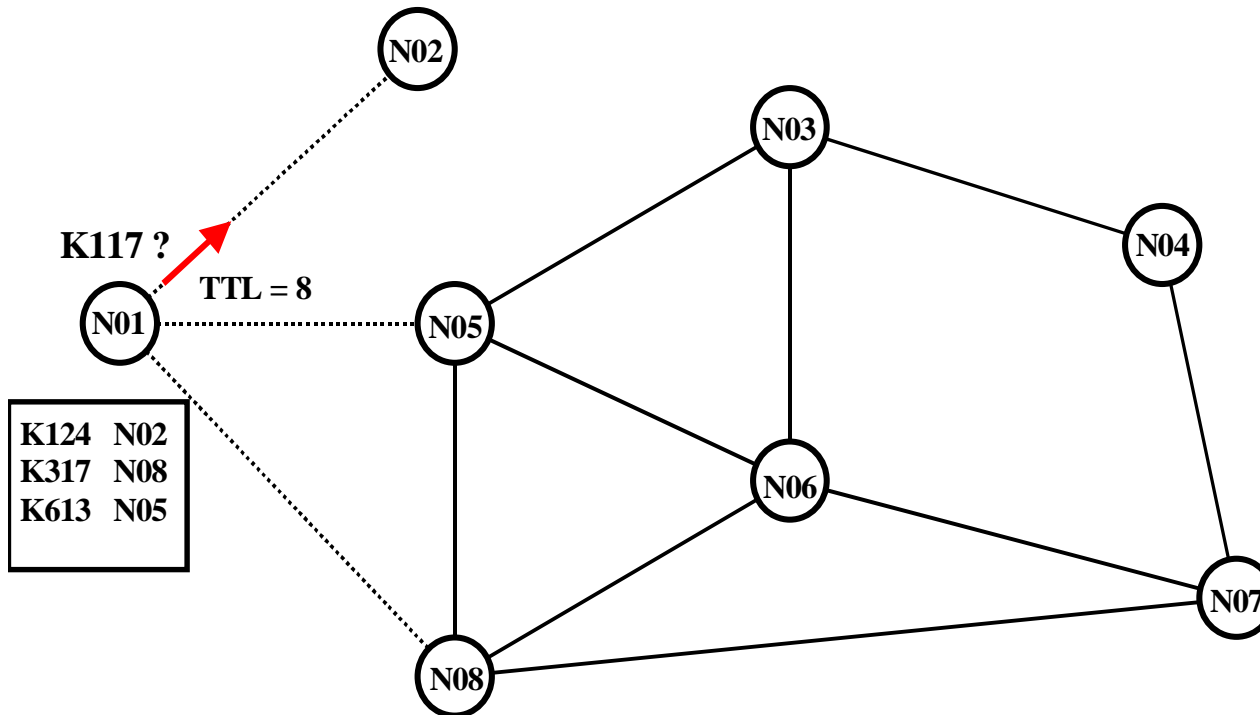 N02
N03
K117 ?
N04
TTL = 8
N01
N05
K124 N02
K317 N08
K613 N05
N06
N07
N08